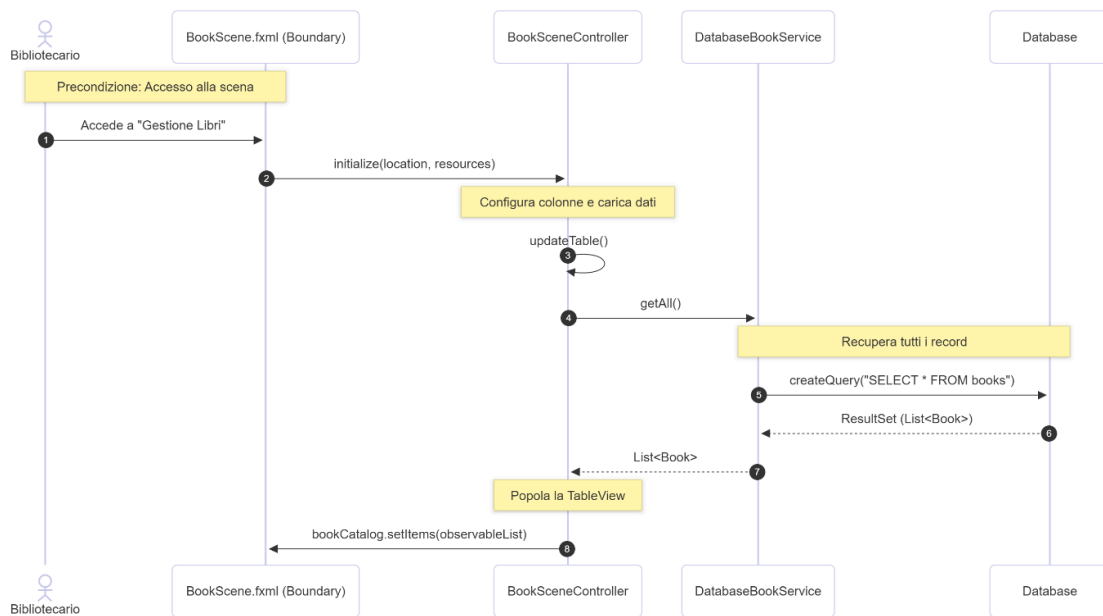 BookScene.fxml (Boundary)
BookSceneController
DatabaseBookService
Database
Bibliotecario
Precondizione: Accesso alla scena
Accede a "Gestione Libri"
1
initialize(location, resources)
2
Configura colonne e carica dati
updateTable()
3
getAll()
4
Recupera tutti i record
createQuery("SELECT * FROM books")
5
ResultSet (List<Book>)
6
List<Book>
7
Popola la TableView
bookCatalog.setItems(observableList)
8
BookScene.fxml (Boundary)
BookSceneController
DatabaseBookService
Database
Bibliotecario